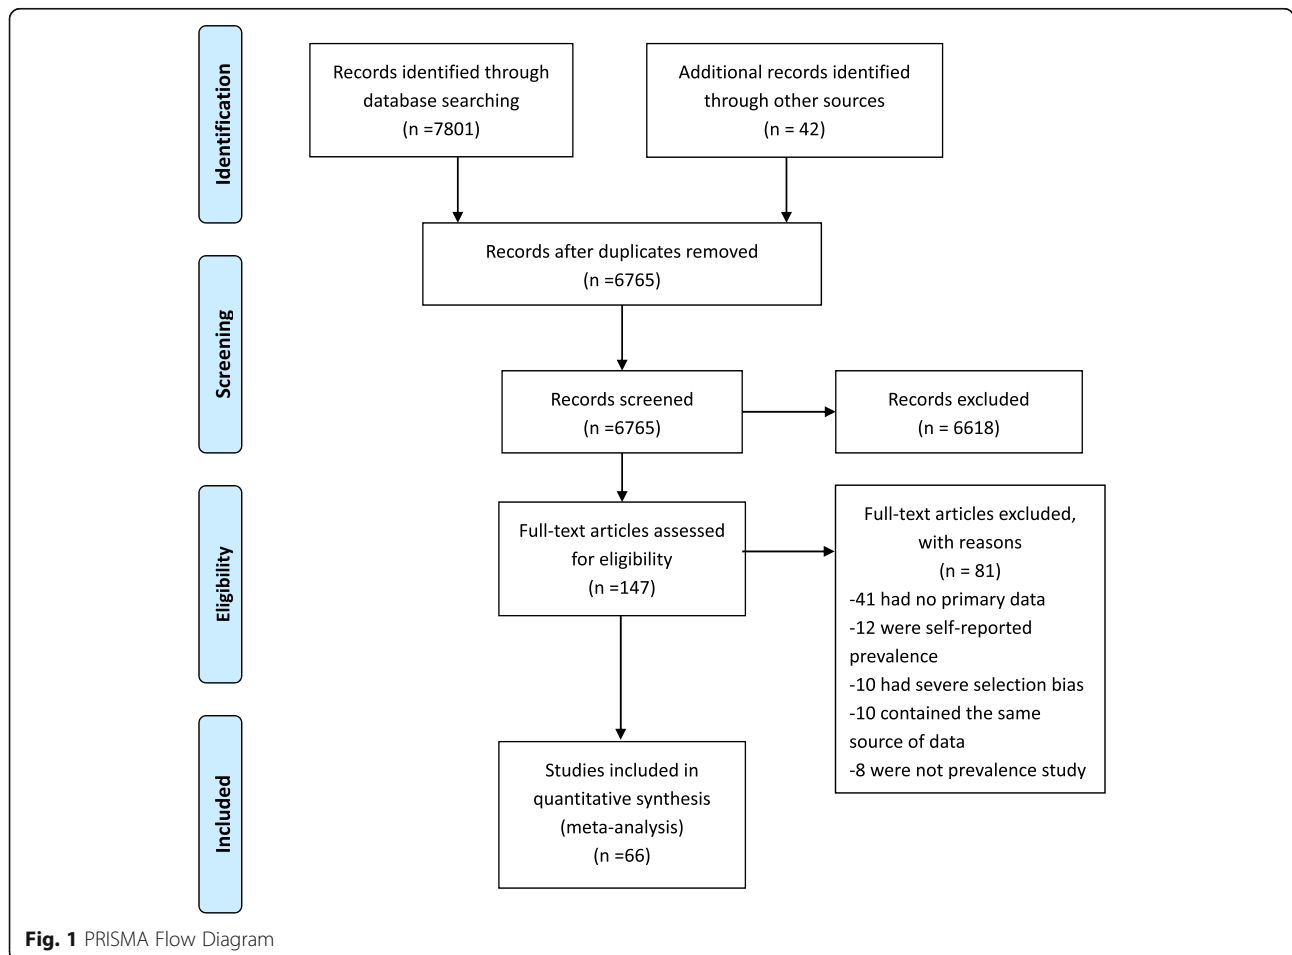 Identification
Records identified through
database searching
(n =7801)
Additional records identified
through other sources
(n = 42)
Records after duplicates removed
(n =6765)
Screening
Records screened
(n =6765)
Records excluded
(n = 6618)
Eligibility
Full-text articles assessed
for eligibility
(n =147)
Full-text articles excluded,
with reasons
(n = 81)
-41 had no primary data
-12 were self-reported
prevalence
-10 had severe selection bias
-10 contained the same
source of data
-8 were not prevalence study
Included
Studies included in
quantitative synthesis
(meta-analysis)
(n =66)
Fig. 1 PRISMA Flow Diagram